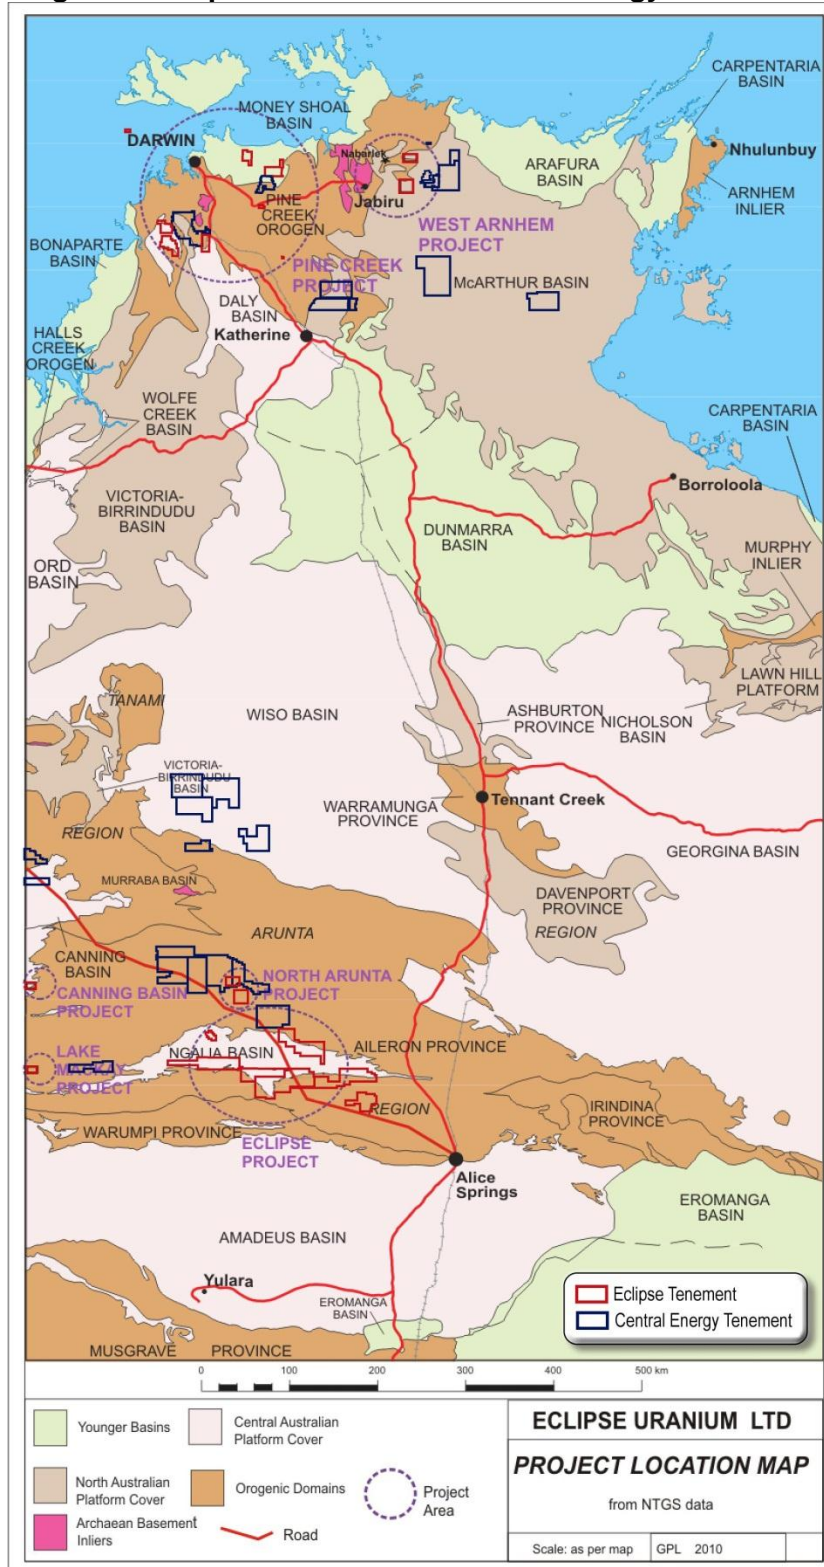 CARPENTARIA
BASIN
MONEY SHOAL
BASIN
DARWIN
Nabarlek
Nhulunbuy
ARAFURA
BASIN
Jabiru
ARNHEM
INLIER
PINE
CREEK
OROGEN
WEST ARNHEM
PROJECT
BONAPARTE
BASIN
PINE CREEK
PROJECT
McARTHUR BASIN
DALY
BASIN
HALLS
CREEK
OROGEN
Katherine
WOLFE
CREEK
BASIN
CARPENTARIA
BASIN
VICTORIA-
BIRRINDUDU
BASIN
Borroloola
DUNMARRA
BASIN
MURPHY
INLIER
ORD
BASIN
LAWN HILL
PLATFORM
TANAMI
WISO BASIN
ASHBURTON
PROVINCE
NICHOLSON
BASIN
VICTORIA-
BIRRINDUDU
BASIN
WARRAMUNGA
PROVINCE
Tennant Creek
REGION
GEORGINA BASIN
MURRABA BASIN
DAVENPORT
PROVINCE
REGION
ARUNTA
CANNING
BASIN
CANNING BASIN
PROJECT
NORTH ARUNTA
PROJECT
LAKE
MACKAY
PROJECT
NGALIA BASIN
AILERON PROVINCE
REGION
IRINDINA
PROVINCE
WARUMPI PROVINCE
ECLIPSE
PROJECT
Alice
Springs
EROMANGA
BASIN
AMADEUS BASIN
Yulara
EROMANGA
BASIN
Eclipse Tenement
Central Energy Tenement
MUSGRAVE PROVINCE
0 100 200 300 400 500 km
Younger Basins
Central Australian
Platform Cover
North Australian
Platform Cover
Orogenic Domains
Project
Area
Archaean Basement
Inliers
Road
ECLIPSE URANIUM LTD
PROJECT LOCATION MAP
from NTGS data
Scale: as per map GPL 2010